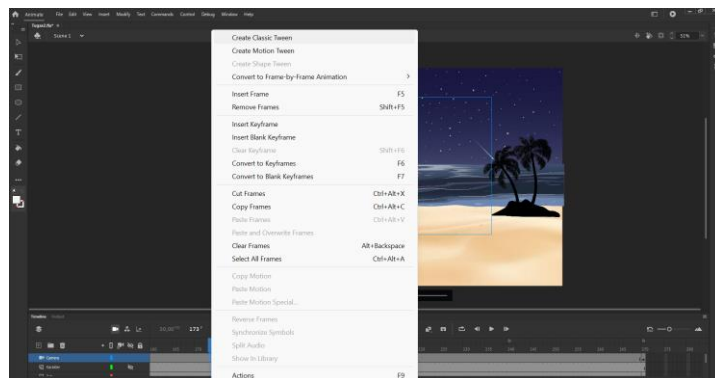 Animate File Edit View Insert Modify Text Commands Control Debug Window Help
Scene 1
Create Classic Tween
Create Motion Tween
Create Shape Tween
Convert to Frame-by-Frame Animation
Insert Frame F5
Remove Frames Shift+F5
Insert Keyframe
Insert Blank Keyframe
Clear Keyframe Shift+F6
Convert to Keyframes F6
Convert to Blank Keyframes F7
Cut Frames Ctrl+Alt+X
Copy Frames Ctrl+Alt+C
Paste Frames Ctrl+Alt+V
Paste and Overwrite Frames
Clear Frames Alt+Backspace
Select All Frames Ctrl+Alt+A
Copy Motion
Paste Motion
Paste Motion Special...
Reverse Frames
Synchronize Symbols
Split Audio
Show In Library
Actions F9
Timeline Output
Camera